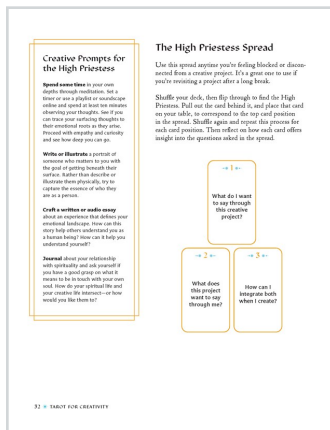 Creative Prompts for
the High Priestess
Spend some time in your own
depths through meditation. Set a
timer or use a playlist or soundscape
online and spend at least ten minutes
observing your thoughts. See if you
can trace your surfacing thoughts to
their emotional roots as they arise.
Proceed with empathy and curiosity
and see how deep you can go.
Write or illustrate a portrait of
someone who matters to you with
the goal of getting beneath their
surface. Rather than describe or
illustrate them physically, try to
capture the essence of who they
are as a person.
Craft a written or audio essay
about an experience that defines your
emotional landscape. How can this
story help others understand you as
a human being? How can it help you
understand yourself?
Journal about your relationship
with spirituality and ask yourself if
you have a good grasp on what it
means to be in touch with your own
soul. How do your spiritual life and
your creative life intersect—or how
would you like them to?
The High Priestess Spread
Use this spread anytime you're feeling blocked or discon-
nected from a creative project. It's a great one to use if
you're revisiting a project after a long break.
Shuffle your deck, then flip through to find the High
Priestess. Pull out the card behind it, and place that card
on your table, to correspond to the top card position
in the spread. Shuffle again and repeat this process for
each card position. Then reflect on how each card offers
insight into the questions asked in the spread.
1
What do I want
to say through
this creative
project?
2
What does
this project
want to say
through me?
3
How can I
integrate both
when I create?
92 TAROT FOR CREATIVITY